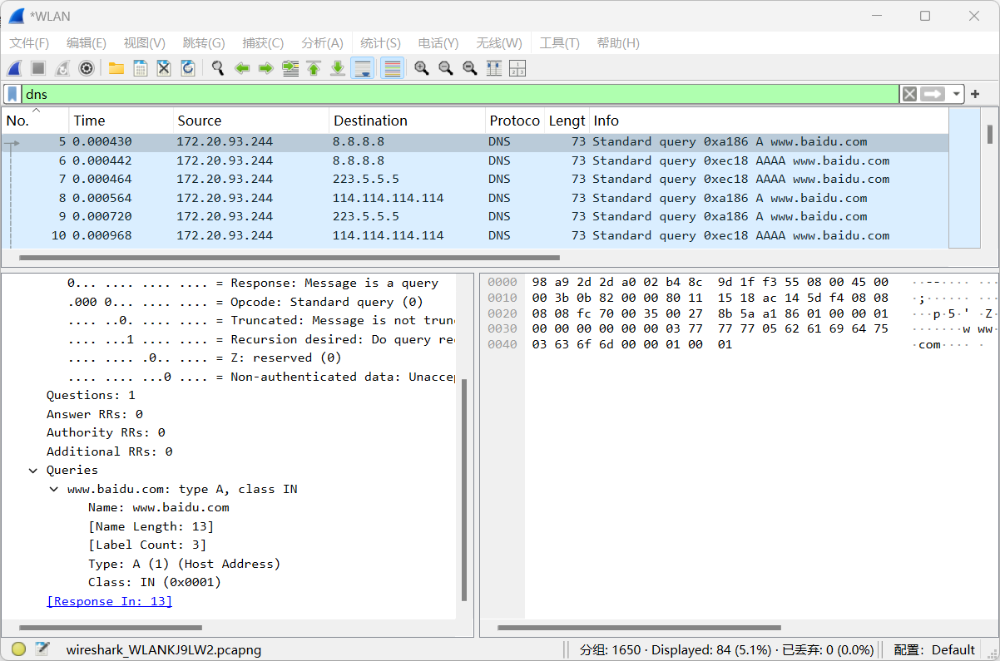 *WLAN
文件(F) 编辑(E) 视图(V) 跳转(G) 捕获(C) 分析(A) 统计(S) 电话(Y) 无线(W) 工具(T) 帮助(H)
dns
No. Time Source Destination Protoco Lengt Info
5 0.000430 172.20.93.244 8.8.8.8 DNS 73 Standard query 0xa186 A www.baidu.com
6 0.000442 172.20.93.244 8.8.8.8 DNS 73 Standard query 0xec18 AAAA www.baidu.com
7 0.000464 172.20.93.244 223.5.5.5 DNS 73 Standard query 0xec18 AAAA www.baidu.com
8 0.000564 172.20.93.244 114.114.114.114 DNS 73 Standard query 0xa186 A www.baidu.com
9 0.000720 172.20.93.244 223.5.5.5 DNS 73 Standard query 0xa186 A www.baidu.com
10 0.000968 172.20.93.244 114.114.114.114 DNS 73 Standard query 0xec18 AAAA www.baidu.com
0... .... .... .... = Response: Message is a query
.000 0... .... .... = Opcode: Standard query (0)
.... ..0. .... .... = Truncated: Message is not trun
.... ...1 .... .... = Recursion desired: Do query re
.... .... .0.. .... = Z: reserved (0)
.... .... ...0 .... = Non-authenticated data: Unaccep
Questions: 1
Answer RRs: 0
Authority RRs: 0
Additional RRs: 0
Queries
www.baidu.com: type A, class IN
Name: www.baidu.com
[Name Length: 13]
[Label Count: 3]
Type: A (1) (Host Address)
Class: IN (0x0001)
[Response In: 13]
0000 98 a9 2d 2d a0 02 b4 8c 9d 1f f3 55 08 00 45 00 ··--···· ···
0010 00 3b 0b 82 00 00 80 11 15 18 ac 14 5d f4 08 08 ·;······ ···
0020 08 08 fc 70 00 35 00 27 8b 5a a1 86 01 00 00 01 ···p·5·' ·Z·
0030 00 00 00 00 00 00 03 77 77 77 05 62 61 69 64 75 ·······w ww·
0040 03 63 6f 6d 00 00 01 00 01 ·com···· ·
wireshark_WLANKJ9LW2.pcapng 分组: 1650 · Displayed: 84 (5.1%) · 已丢弃: 0 (0.0%) 配置: Default